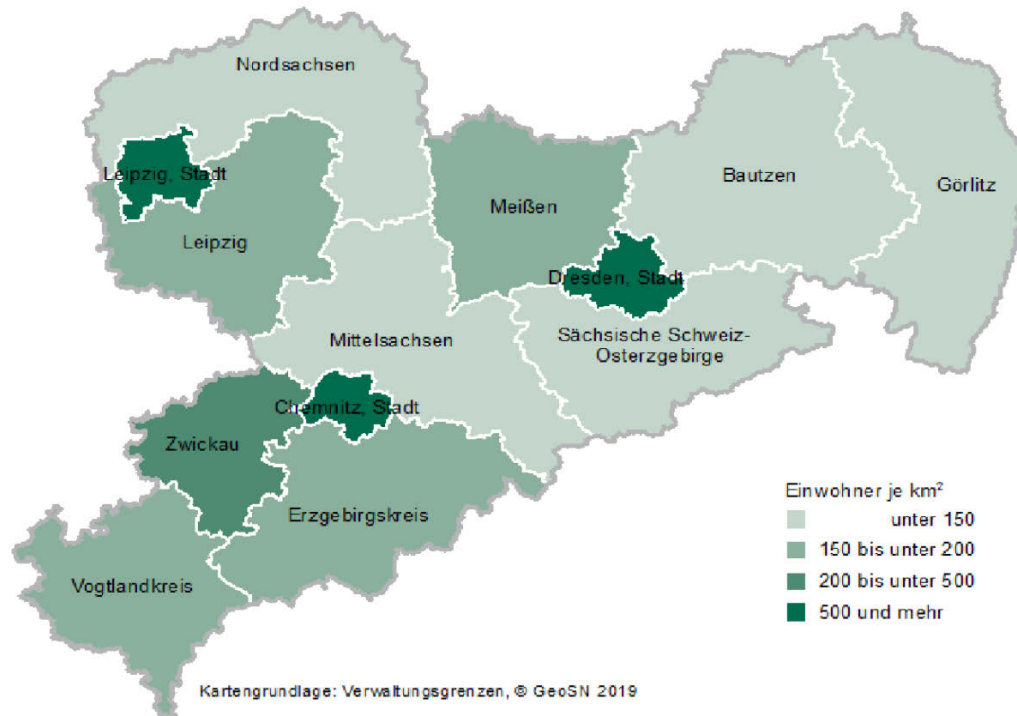 Nordsachsen
Leipzig, Stadt
Bautzen
Görlitz
Meißen
Leipzig
Dresden, Stadt
Mittelsachsen
Sächsische Schweiz-
Osterzgebirge
Chemnitz, Stadt
Zwickau
Erzgebirgskreis
Vogtlandkreis
Einwohner je km²
unter 150
150 bis unter 200
200 bis unter 500
500 und mehr
Kartengrundlage: Verwaltungsgrenzen, © GeoSN 2019